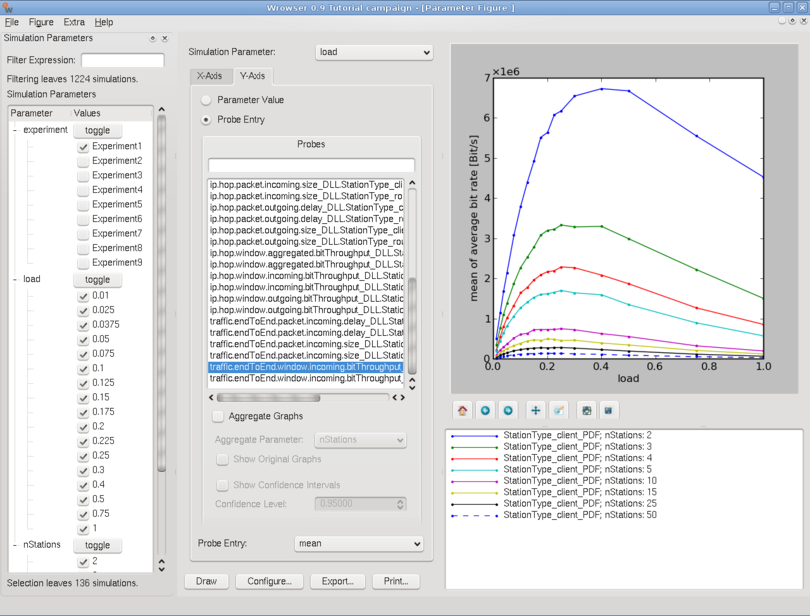 Wrowser 0.9 Tutorial campaign - [Parameter Figure ]
File Figure Extra Help
Simulation Parameters
Filter Expression:
Filtering leaves 1224 simulations.
Simulation Parameters
Parameter Values
experiment toggle
Experiment1
Experiment2
Experiment3
Experiment4
Experiment5
Experiment6
Experiment7
Experiment8
Experiment9
load toggle
0.01
0.025
0.0375
0.05
0.075
0.1
0.125
0.15
0.175
0.2
0.225
0.25
0.3
0.4
0.5
0.75
1
nStations toggle
2
Selection leaves 136 simulations.
Simulation Parameter: load
X-Axis Y-Axis
Parameter Value
Probe Entry
Probes
ip.hop.packet.incoming.size_DLL.StationType_cli
ip.hop.packet.incoming.size_DLL.StationType_ro
ip.hop.packet.outgoing.delay_DLL.StationType_c
ip.hop.packet.outgoing.delay_DLL.StationType_r
ip.hop.packet.outgoing.size_DLL.StationType_clie
ip.hop.packet.outgoing.size_DLL.StationType_rou
ip.hop.window.aggregated.bitThroughput_DLL.St
ip.hop.window.aggregated.bitThroughput_DLL.St
ip.hop.window.incoming.bitThroughput_DLL.Static
ip.hop.window.incoming.bitThroughput_DLL.Static
ip.hop.window.outgoing.bitThroughput_DLL.Static
ip.hop.window.outgoing.bitThroughput_DLL.Static
traffic.endToEnd.packet.incoming.delay_DLL.Stat
traffic.endToEnd.packet.incoming.delay_DLL.Stat
traffic.endToEnd.packet.incoming.size_DLL.Static
traffic.endToEnd.packet.incoming.size_DLL.Static
traffic.endToEnd.window.incoming.bitThroughput_
traffic.endToEnd.window.incoming.bitThroughput_
Aggregate Graphs
Aggregate Parameter: nStations
Show Original Graphs
Show Confidence Intervals
Confidence Level: 0.95000
Probe Entry: mean
Draw Configure... Export... Print...
×1e6
7
6
5
4
3
2
1
0
0.0 0.2 0.4 0.6 0.8 1.0
load
mean of average bit rate [Bit/s]
StationType_client_PDF; nStations: 2
StationType_client_PDF; nStations: 3
StationType_client_PDF; nStations: 4
StationType_client_PDF; nStations: 5
StationType_client_PDF; nStations: 10
StationType_client_PDF; nStations: 15
StationType_client_PDF; nStations: 25
StationType_client_PDF; nStations: 50